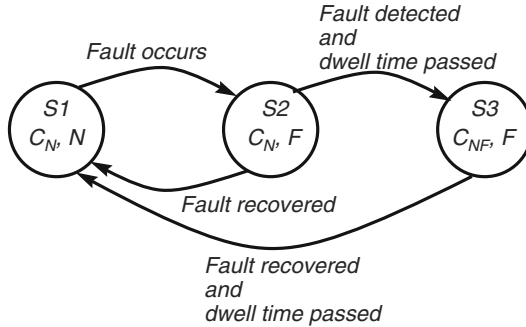 Fault detected
and
dwell time passed
Fault occurs
S1
C_N, N
S2
C_N, F
S3
C_NF, F
Fault recovered
Fault recovered
and
dwell time passed